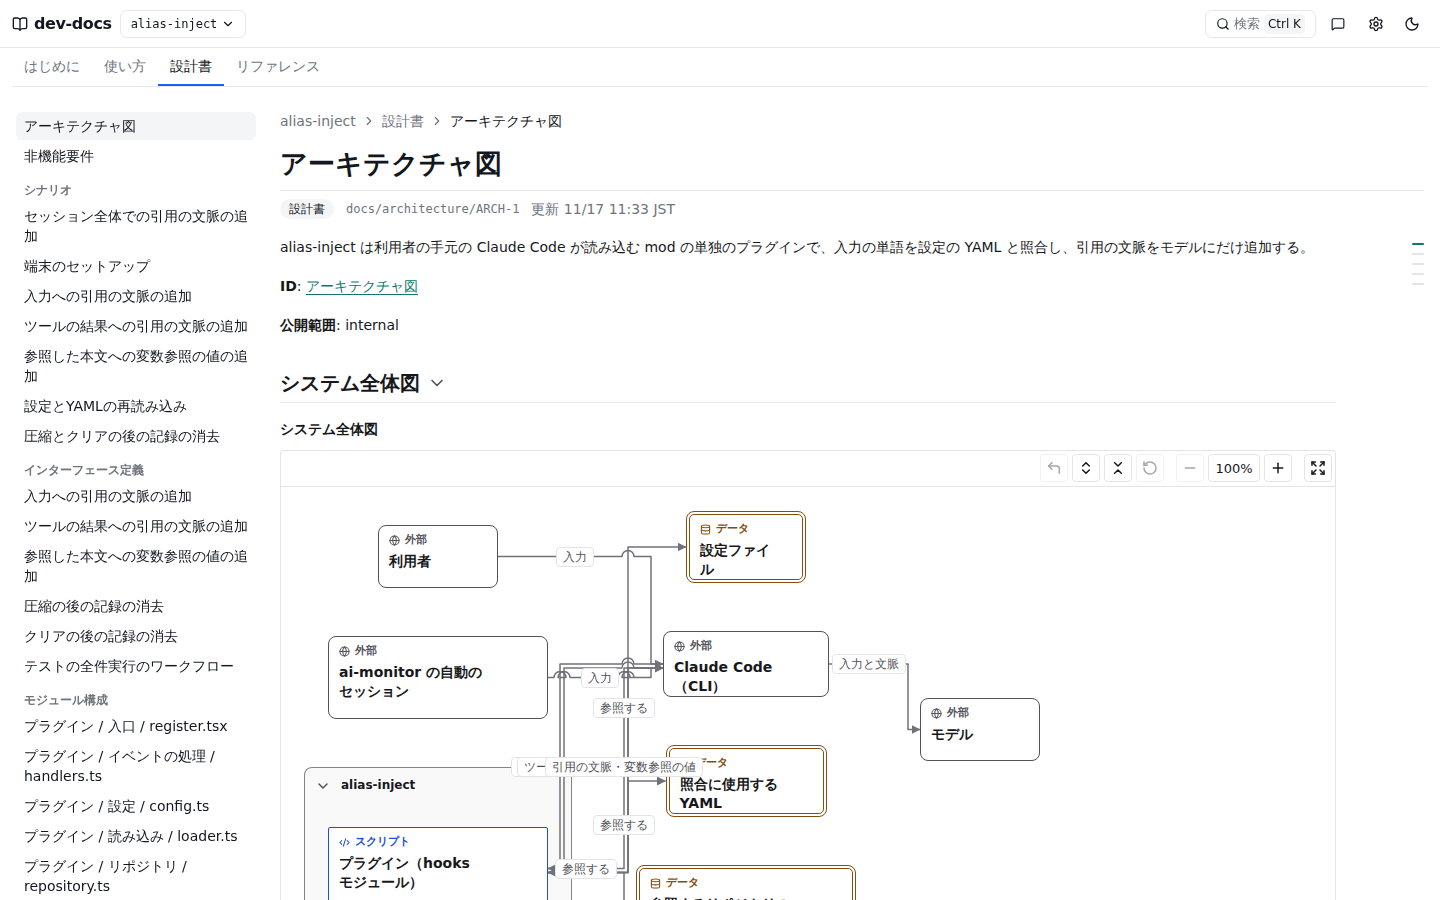 dev-docs
alias-inject
検索 Ctrl K
はじめに
使い方
設計書
リファレンス
アーキテクチャ図
非機能要件
シナリオ
セッション全体での引用の文脈の追
加
端末のセットアップ
入力への引用の文脈の追加
ツールの結果への引用の文脈の追加
参照した本文への変数参照の値の追
加
設定とYAMLの再読み込み
圧縮とクリアの後の記録の消去
インターフェース定義
入力への引用の文脈の追加
ツールの結果への引用の文脈の追加
参照した本文への変数参照の値の追
加
圧縮の後の記録の消去
クリアの後の記録の消去
テストの全件実行のワークフロー
モジュール構成
プラグイン / 入口 / register.tsx
プラグイン / イベントの処理 /
handlers.ts
プラグイン / 設定 / config.ts
プラグイン / 読み込み / loader.ts
プラグイン / リポジトリ /
repository.ts
alias-inject > 設計書 > アーキテクチャ図
アーキテクチャ図
設計書 docs/architecture/ARCH-1 更新 11/17 11:33 JST
alias-inject は利用者の手元の Claude Code が読み込む mod の単独のプラグインで、入力の単語を設定の YAML と照合し、引用の文脈をモデルにだけ追加する。
ID: アーキテクチャ図
公開範囲: internal
システム全体図
システム全体図
100%
外部
利用者
入力
データ
設定ファイ
ル
外部
ai-monitor の自動の
セッション
入力
外部
Claude Code
（CLI）
入力と文脈
参照する
外部
モデル
ツー
引用の文脈・変数参照の値
データ
照合に使用する
YAML
alias-inject
参照する
スクリプト
プラグイン（hooks
モジュール）
参照する
データ